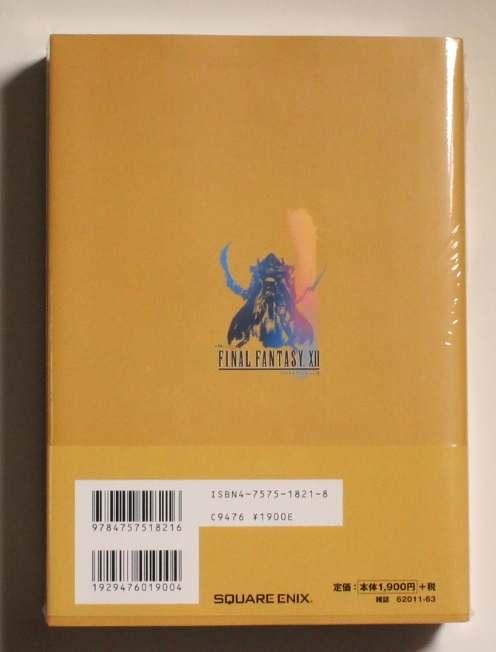 FINAL FANTASY XII
ISBN4-7575-1821-8
C9476 ¥1900E
9784757518216
1929476019004
SQUARE ENIX.
定価：本体1,900円+税
雑誌 62011-63